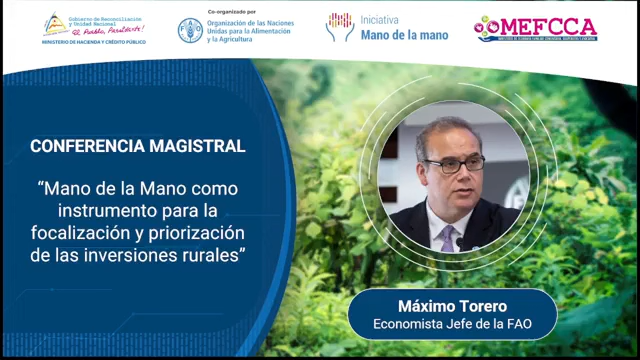 Gobierno de Reconciliación
y Unidad Nacional
El Pueblo, Presidente!
MINISTERIO DE HACIENDA Y CRÉDITO PÚBLICO
Co-organizado por
FAO
Organización de las Naciones
Unidas para la Alimentación
y la Agricultura
Iniciativa
Mano de la mano
MEFCCA
CONFERENCIA MAGISTRAL
“Mano de la Mano como
instrumento para la
focalización y priorización
de las inversiones rurales”
Máximo Torero
Economista Jefe de la FAO